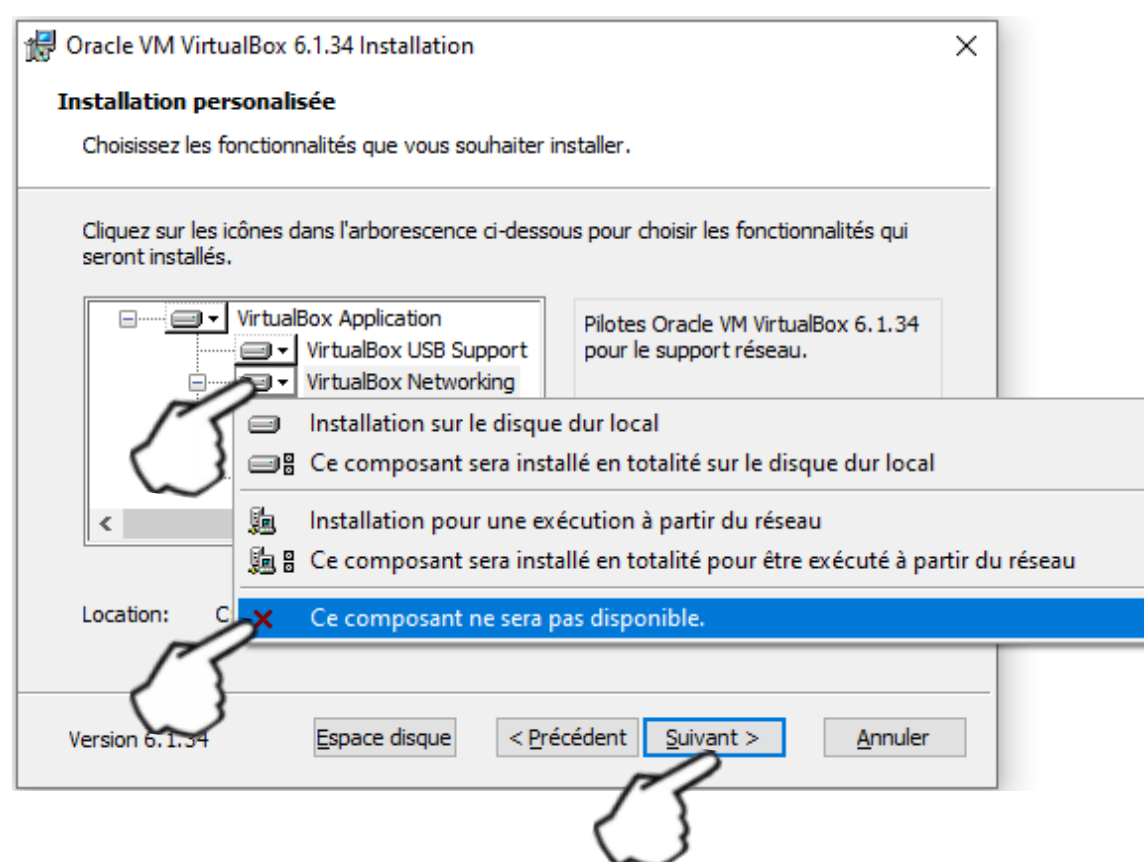 Oracle VM VirtualBox 6.1.34 Installation
Installation personalisée
Choisissez les fonctionnalités que vous souhaiter installer.
Cliquez sur les icônes dans l'arborescence ci-dessous pour choisir les fonctionnalités qui
seront installés.
VirtualBox Application
VirtualBox USB Support
VirtualBox Networking
Pilotes Oracle VM VirtualBox 6.1.34
pour le support réseau.
Installation sur le disque dur local
Ce composant sera installé en totalité sur le disque dur local
Installation pour une exécution à partir du réseau
Ce composant sera installé en totalité pour être exécuté à partir du réseau
Ce composant ne sera pas disponible.
Location:
Version 6.1.34
Espace disque
< Précédent
Suivant >
Annuler